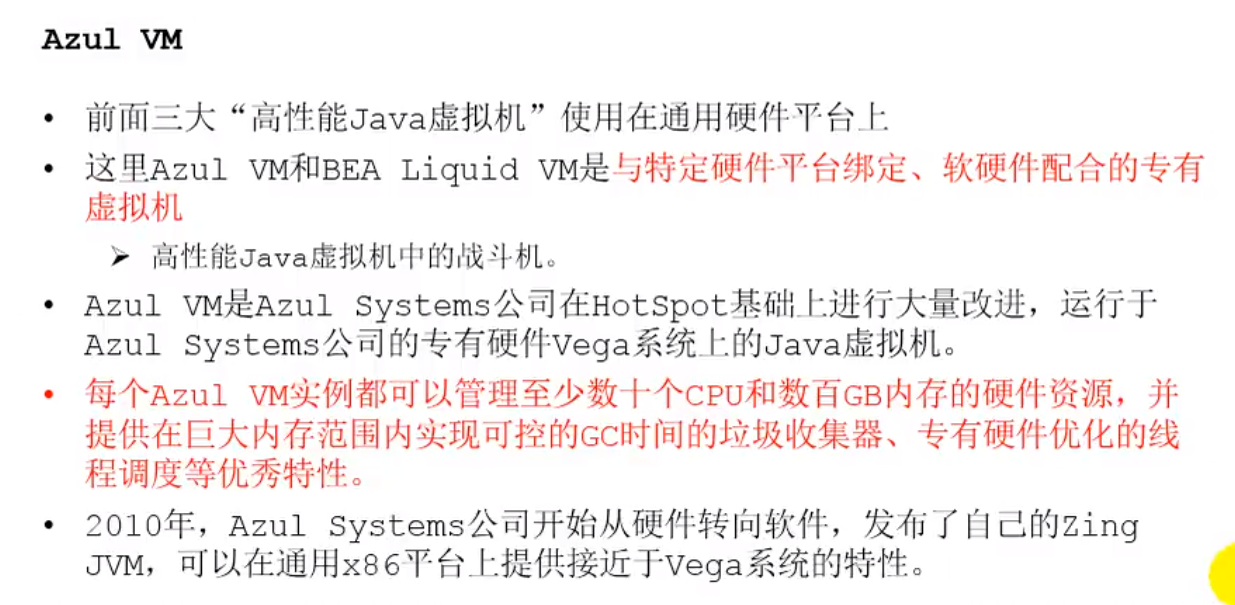 Azul VM
• 前面三大“高性能Java虚拟机”使用在通用硬件平台上
• 这里Azul VM和BEA Liquid VM是与特定硬件平台绑定、软硬件配合的专有
虚拟机
➢ 高性能Java虚拟机中的战斗机。
• Azul VM是Azul Systems公司在HotSpot基础上进行大量改进，运行于
Azul Systems公司的专有硬件Vega系统上的Java虚拟机。
• 每个Azul VM实例都可以管理至少数十个CPU和数百GB内存的硬件资源，并
提供在巨大内存范围内实现可控的GC时间的垃圾收集器、专有硬件优化的线
程调度等优秀特性。
• 2010年，Azul Systems公司开始从硬件转向软件，发布了自己的Zing
JVM，可以在通用x86平台上提供接近于Vega系统的特性。